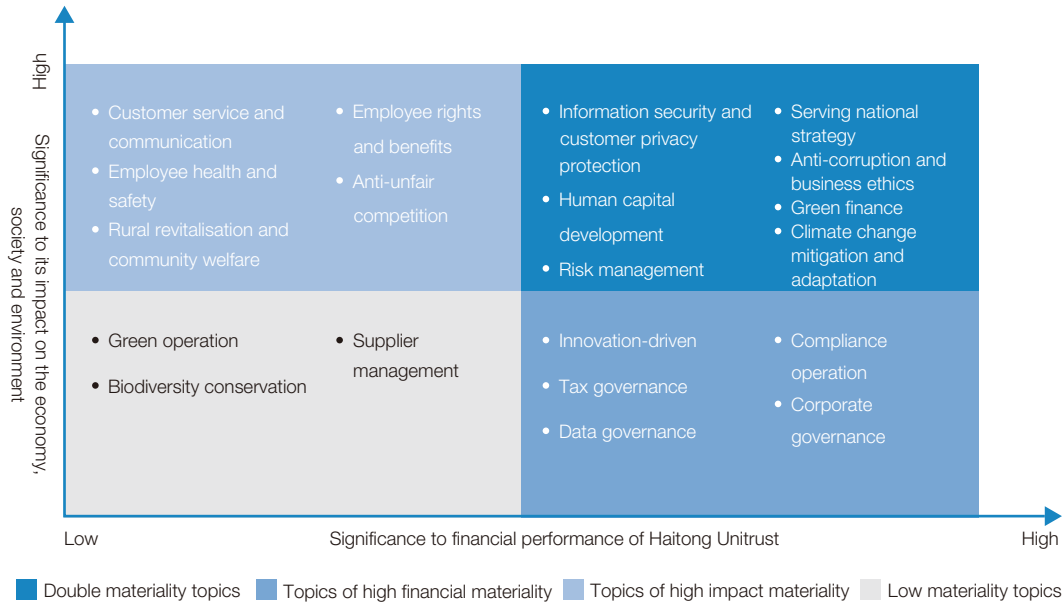 High
Significance to its impact on the economy,
society and environment
• Customer service and
communication
• Employee health and
safety
• Rural revitalisation and
community welfare
• Employee rights
and benefits
• Anti-unfair
competition
• Information security and
customer privacy
protection
• Human capital
development
• Risk management
• Serving national
strategy
• Anti-corruption and
business ethics
• Green finance
• Climate change
mitigation and
adaptation
• Green operation
• Biodiversity conservation
• Supplier
management
• Innovation-driven
• Tax governance
• Data governance
• Compliance
operation
• Corporate
governance
Low
Significance to financial performance of Haitong Unitrust
High
Double materiality topics
Topics of high financial materiality
Topics of high impact materiality
Low materiality topics